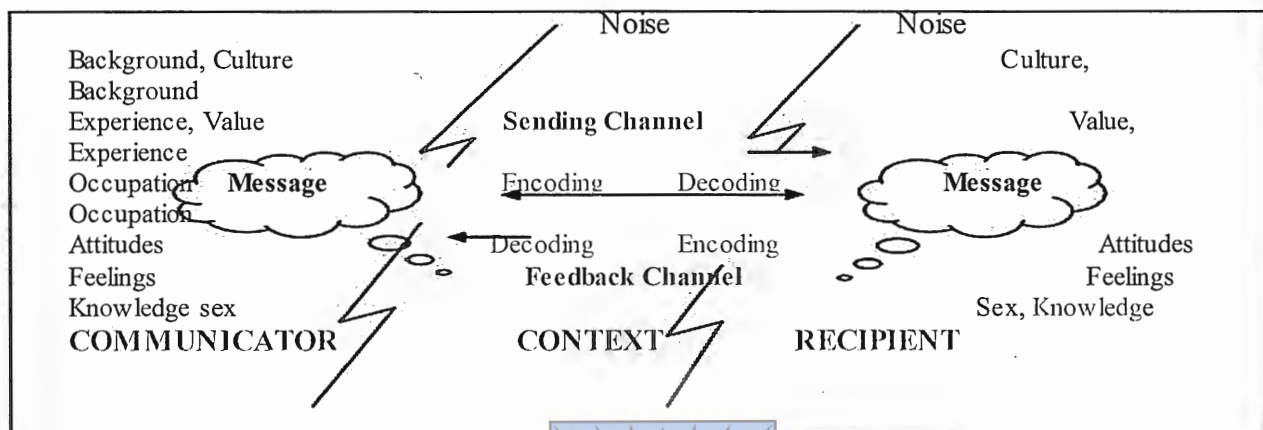 Noise Noise
Background, Culture Culture,
Background
Experience, Value Sending Channel Value,
Experience
Occupation Message Encoding Decoding Message
Occupation
Attitudes Decoding Encoding Attitudes
Feelings Feedback Channel Feelings
Knowledge sex Sex, Knowledge
COMMUNICATOR CONTEXT RECIPIENT